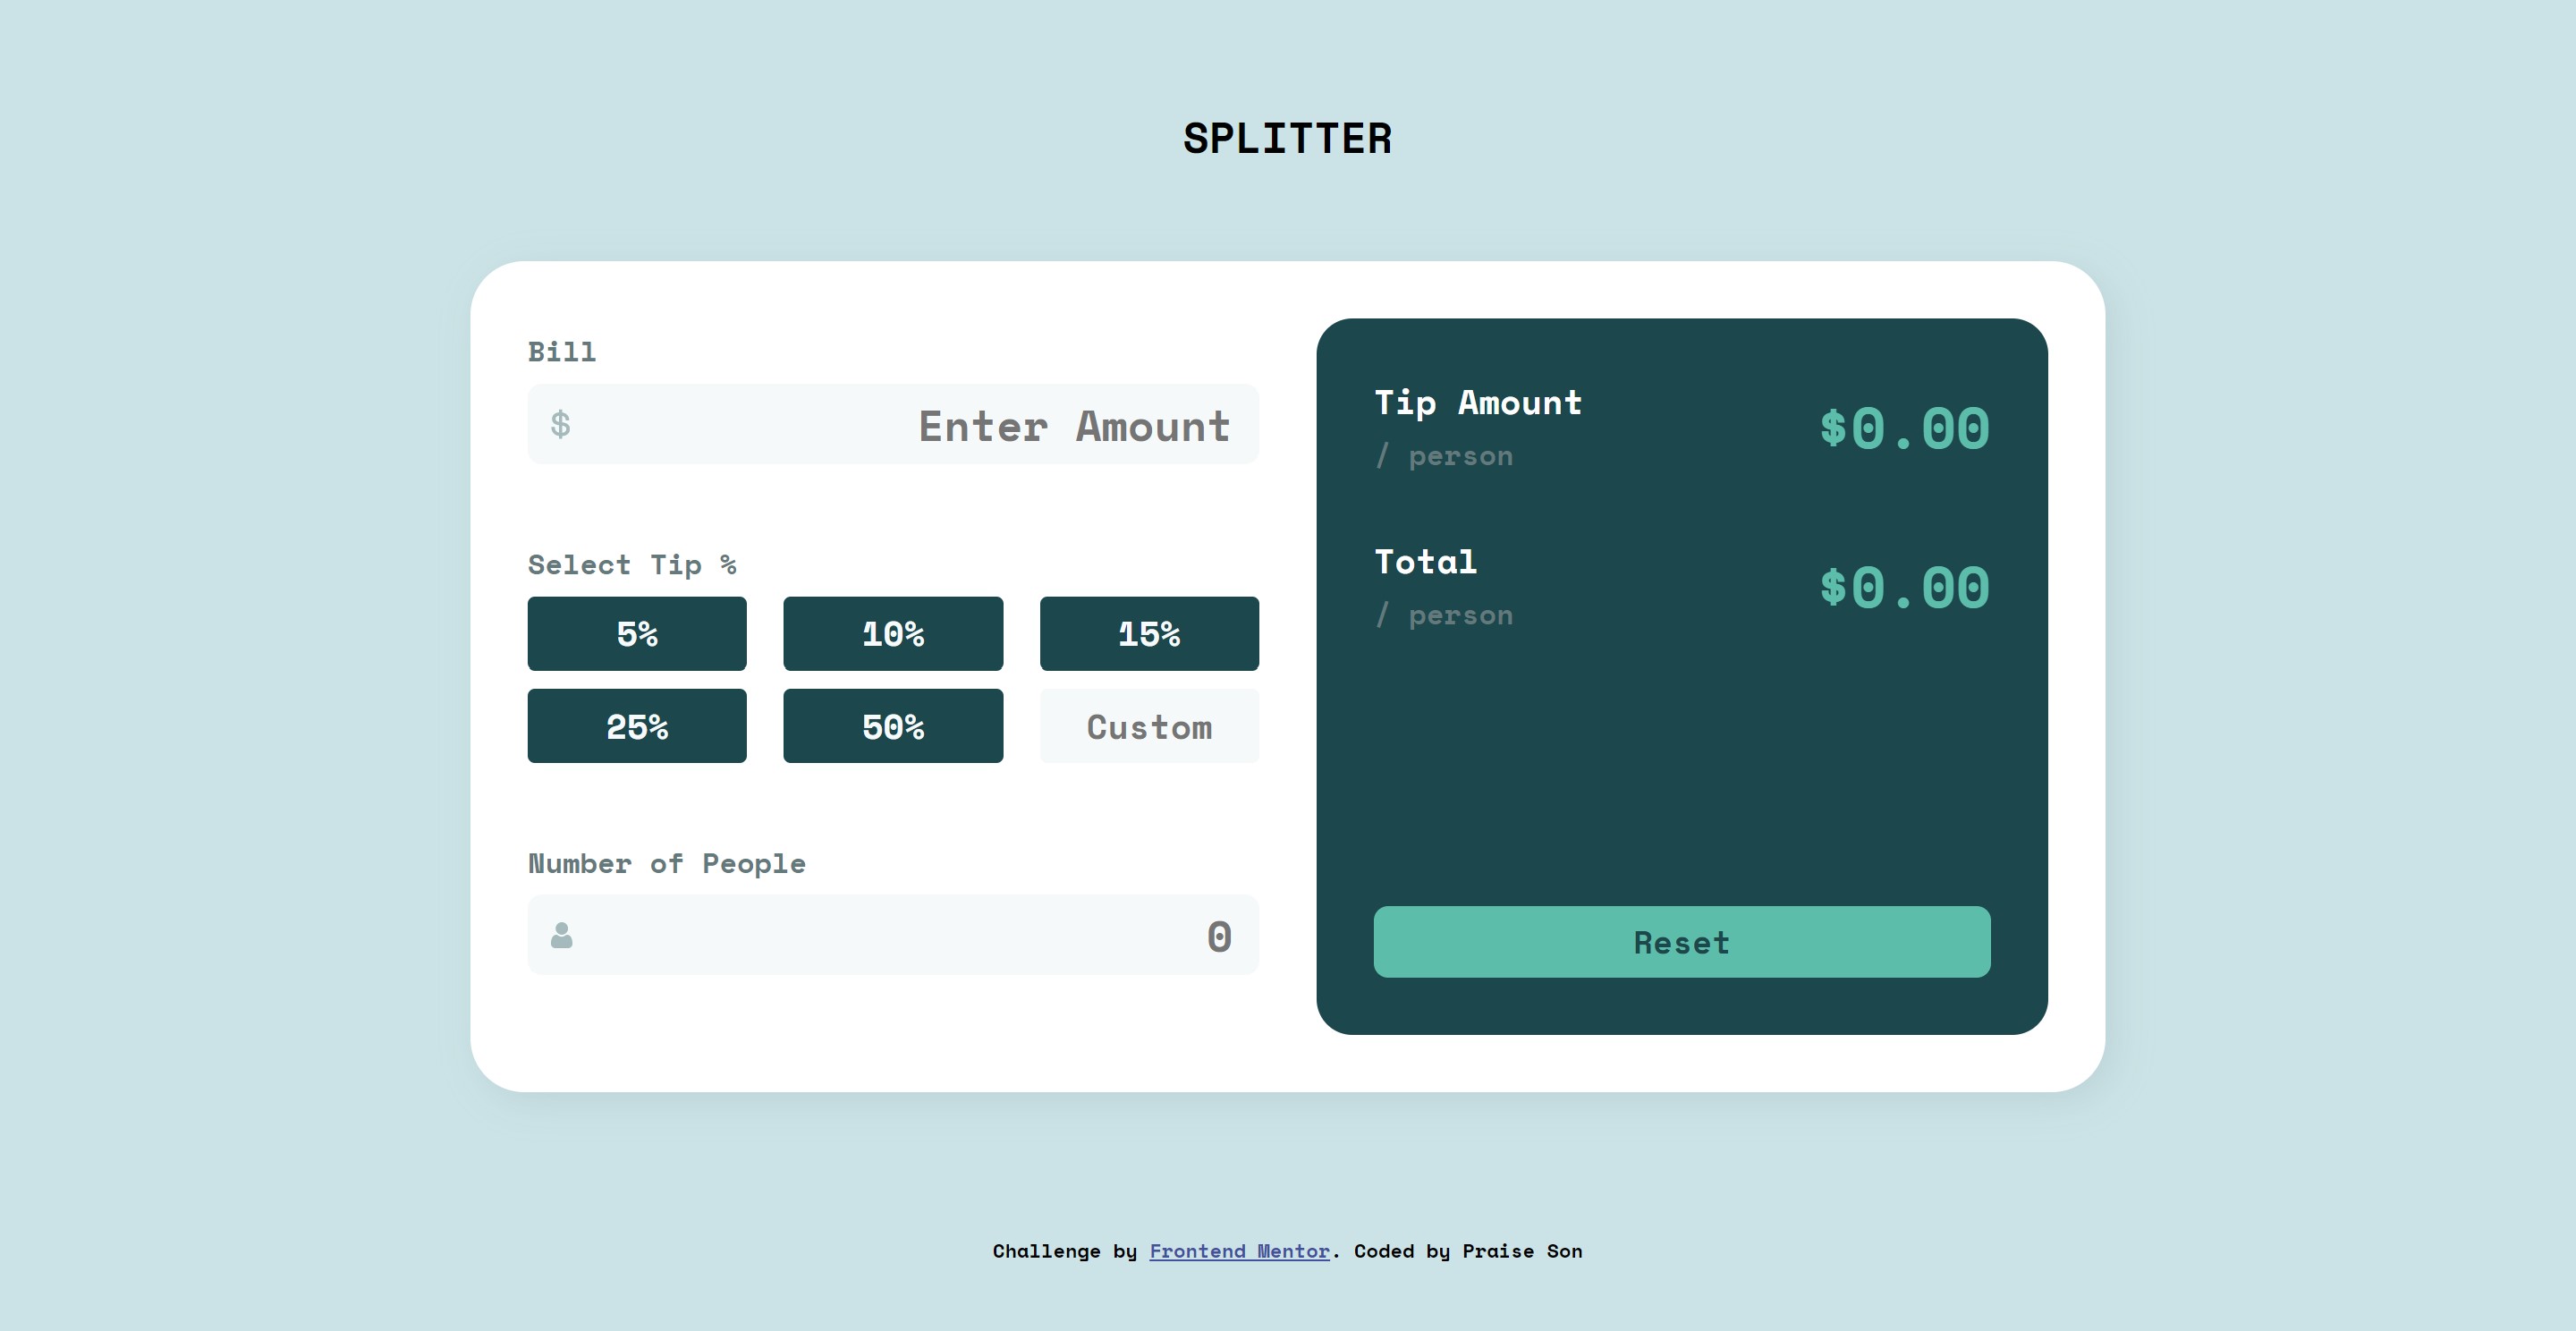 SPLITTER
Bill
$
Enter Amount
Select Tip %
5%
10%
15%
25%
50%
Custom
Number of People
0
Tip Amount
/ person
$0.00
Total
/ person
$0.00
Reset
Challenge by Frontend Mentor. Coded by Praise Son